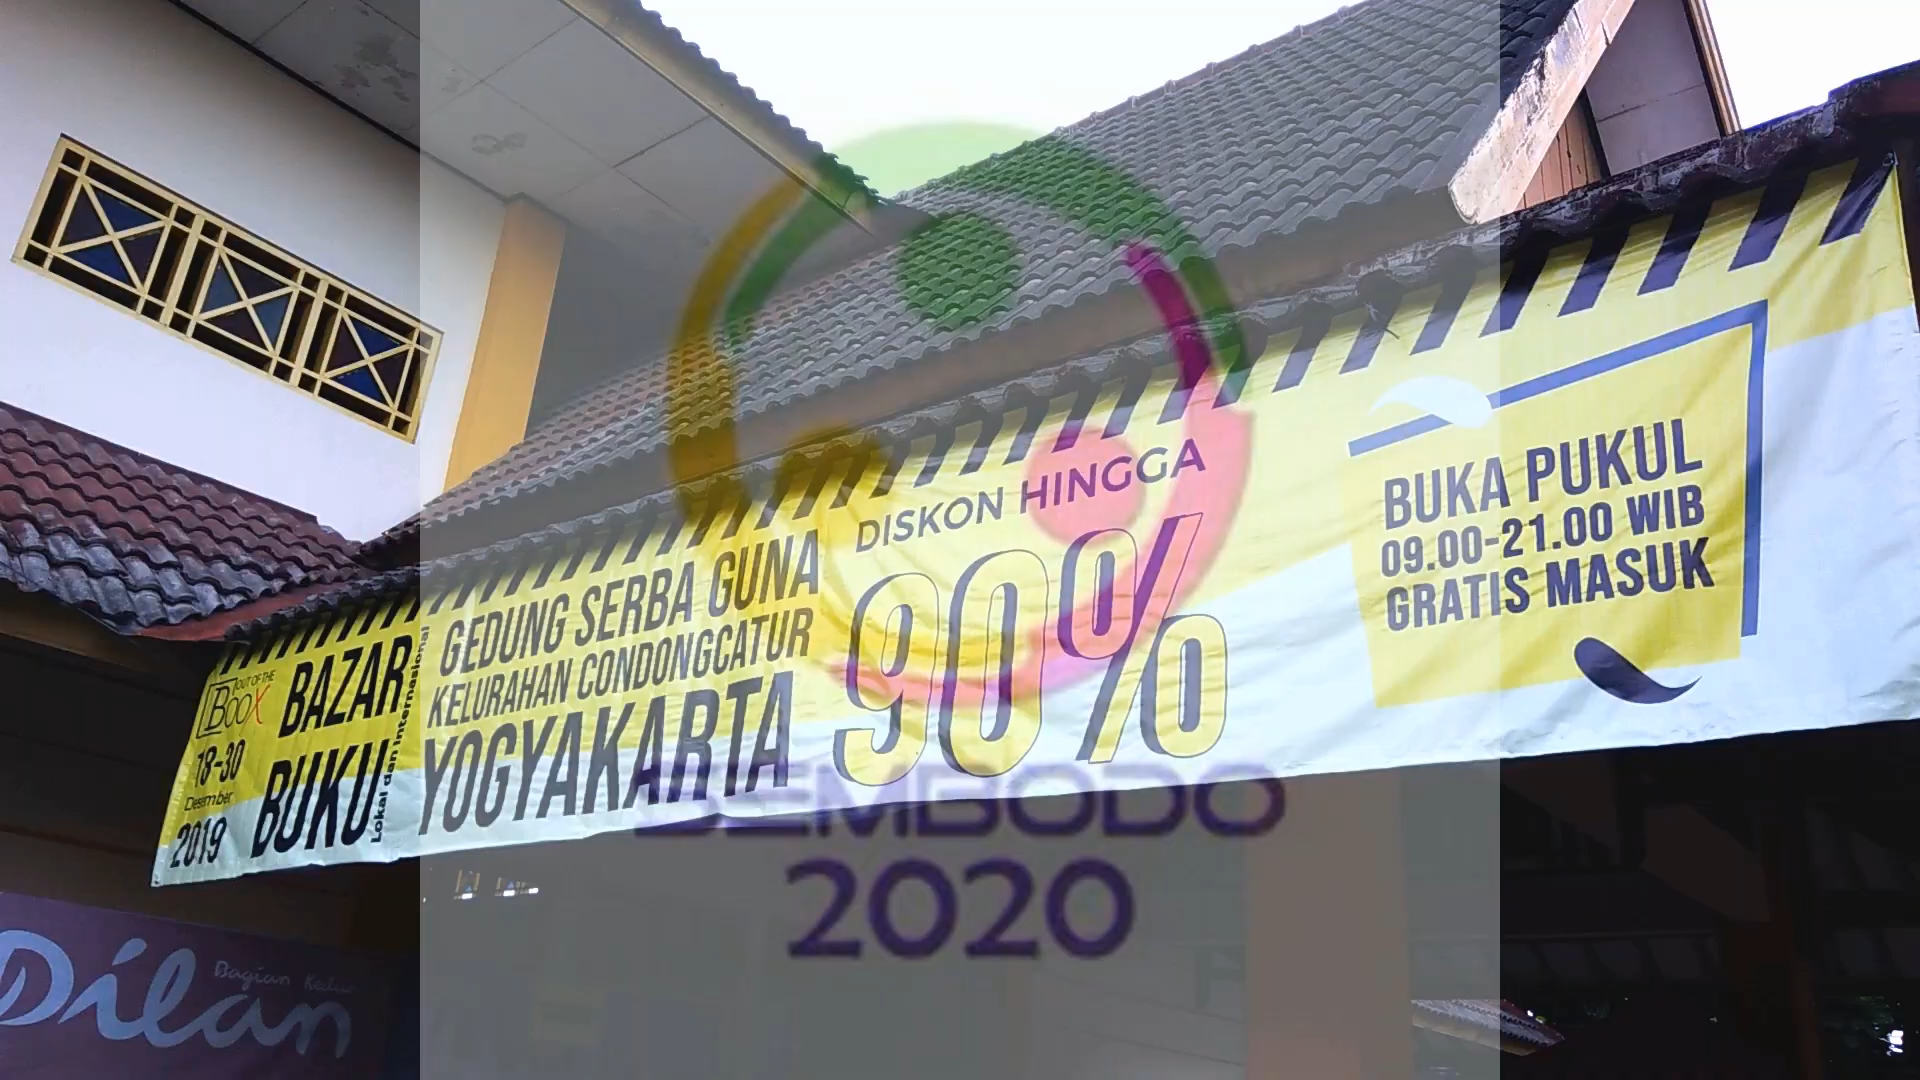 OUT OF THE
BOOX
18-30
Desember
2019
BAZAR
BUKU
Lokal dan Internasional
GEDUNG SERBA GUNA
KELURAHAN CONDONGCATUR
YOGYAKARTA
DISKON HINGGA
90%
BUKA PUKUL
09.00-21.00 WIB
GRATIS MASUK
BEMBODO
2020
Dilan
Bagian Kedua